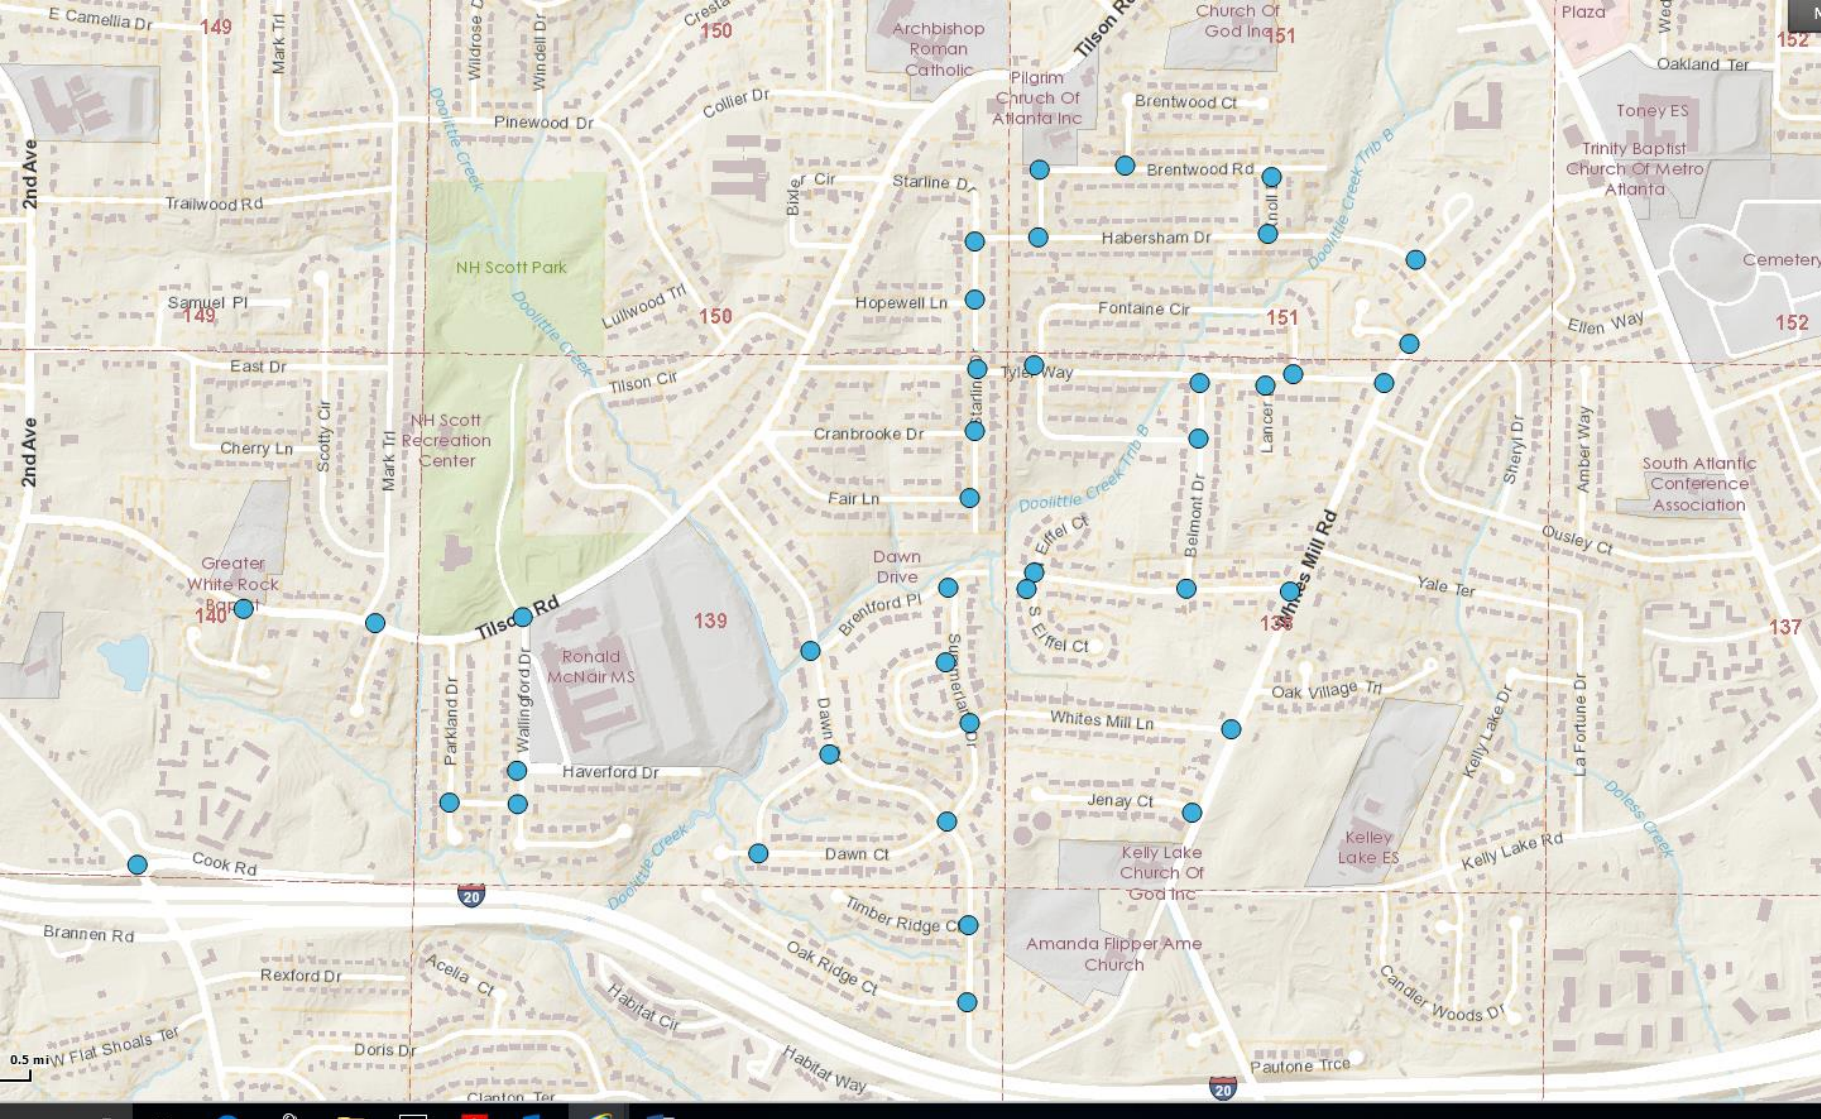 E Camellia Dr
149
Mark Trl
Wildrose D
Windell Dr
Cresta
150
Archbishop
Roman
Catholic
Tilson Rd
Church Of
God Inc
151
Plaza
Wed
M
152
Oakland Ter
Pilgrim
Chruch Of
Atlanta Inc
Brentwood Ct
Toney ES
Collier Dr
Pinewood Dr
Doolittle Creek
2nd Ave
Trinity Baptist
Church Of Metro
Atlanta
Brentwood Rd
Doolittle Creek Trib B
Bixler Cir
Starline Dr
Knoll
Trailwood Rd
Habersham Dr
NH Scott Park
Cemetery
Samuel Pl
149
Lullwood Trl
150
Hopewell Ln
Fontaine Cir
151
Ellen Way
152
Doolittle Creek
East Dr
Tilson Cir
Tyler Way
Starlin
Lancer
NH Scott
Recreation
Center
Cherry Ln
Scotty Cir
Mark Trl
2nd Ave
Cranbrooke Dr
Fair Ln
Doolittle Creek Trib B
Sheryl Dr
Amber Way
South Atlantic
Conference
Association
Belmont Dr
Eiffel Ct
Whites Mill Rd
Ousley Ct
Greater
White Rock
Baptist
140
Dawn
Drive
Brentford Pl
Yale Ter
Tilson Rd
139
S Eiffel Ct
137
Ronald
McNair MS
Summerland Dr
Oak Village Trl
Parkland Dr
Wallingford Dr
Dawn
Whites Mill Ln
Kelly Lake Dr
La Fortune Dr
Haverford Dr
Jenay Ct
Doless Creek
Doolittle Creek
Cook Rd
Dawn Ct
Kelly Lake
Church Of
God Inc
Kelley
Lake ES
Kelly Lake Rd
20
Timber Ridge C
Brannen Rd
Oak Ridge Ct
Amanda Flipper Ame
Church
Rexford Dr
Acelia Ct
Habitat Cir
Candler Woods Dr
0.5 mi
W Flat Shoals Ter
Doris Dr
Habitat Way
Pautone Trce
20
Clanton Ter